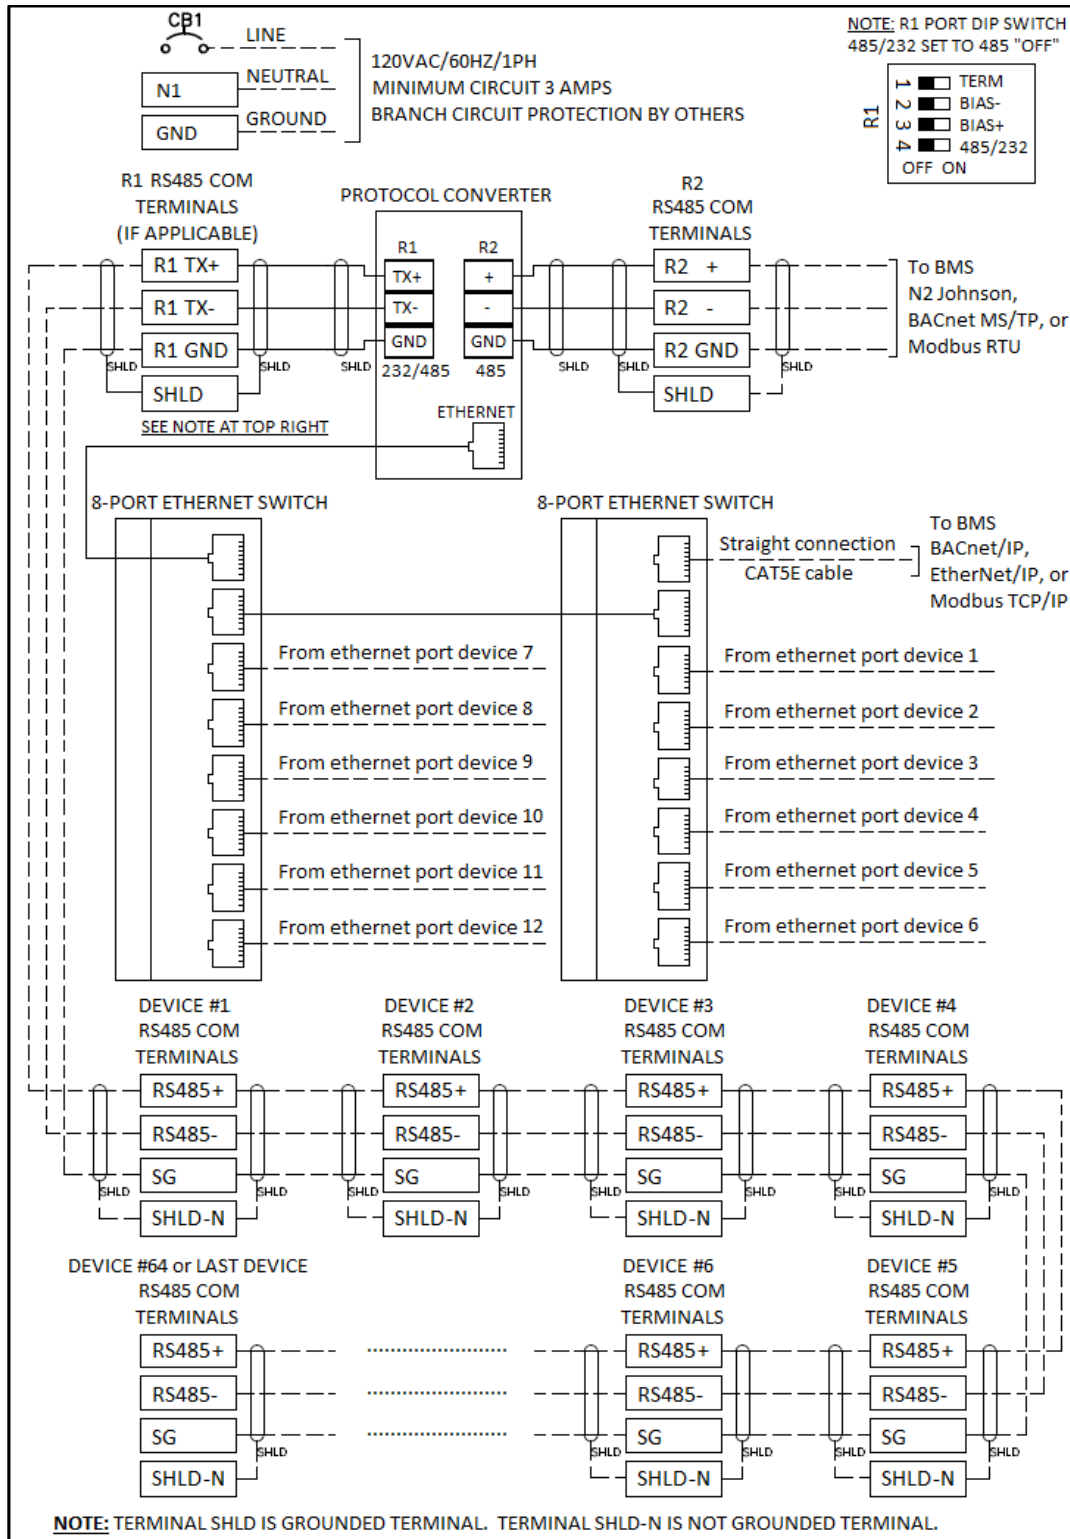 CB1
LINE
N1
NEUTRAL
GND
GROUND
120VAC/60HZ/1PH
MINIMUM CIRCUIT 3 AMPS
BRANCH CIRCUIT PROTECTION BY OTHERS
NOTE: R1 PORT DIP SWITCH
485/232 SET TO 485 "OFF"
R1
1 TERM
2 BIAS-
3 BIAS+
4 485/232
OFF ON
R1 RS485 COM
TERMINALS
(IF APPLICABLE)
R1 TX+
R1 TX-
R1 GND
SHLD
SHLD
SHLD
SHLD
SEE NOTE AT TOP RIGHT
PROTOCOL CONVERTER
R1
R2
TX+
+
TX-
-
GND
GND
232/485
485
ETHERNET
R2
RS485 COM
TERMINALS
R2 +
R2 -
R2 GND
SHLD
SHLD
SHLD
SHLD
To BMS
N2 Johnson,
BACnet MS/TP, or
Modbus RTU
8-PORT ETHERNET SWITCH
From ethernet port device 7
From ethernet port device 8
From ethernet port device 9
From ethernet port device 10
From ethernet port device 11
From ethernet port device 12
8-PORT ETHERNET SWITCH
Straight connection
CAT5E cable
To BMS
BACnet/IP,
EtherNet/IP, or
Modbus TCP/IP
From ethernet port device 1
From ethernet port device 2
From ethernet port device 3
From ethernet port device 4
From ethernet port device 5
From ethernet port device 6
DEVICE #1
RS485 COM
TERMINALS
RS485+
RS485-
SG
SHLD
SHLD
SHLD-N
DEVICE #2
RS485 COM
TERMINALS
RS485+
RS485-
SG
SHLD
SHLD
SHLD-N
DEVICE #3
RS485 COM
TERMINALS
RS485+
RS485-
SG
SHLD
SHLD
SHLD-N
DEVICE #4
RS485 COM
TERMINALS
RS485+
RS485-
SG
SHLD
SHLD
SHLD-N
DEVICE #64 or LAST DEVICE
RS485 COM
TERMINALS
RS485+
RS485-
SG
SHLD
SHLD-N
DEVICE #6
RS485 COM
TERMINALS
RS485+
RS485-
SG
SHLD
SHLD
SHLD-N
DEVICE #5
RS485 COM
TERMINALS
RS485+
RS485-
SG
SHLD
SHLD
SHLD-N
NOTE: TERMINAL SHLD IS GROUNDED TERMINAL. TERMINAL SHLD-N IS NOT GROUNDED TERMINAL.